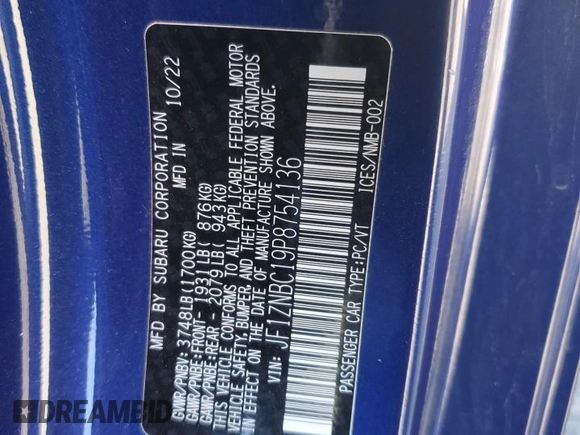 MFD BY SUBARU CORPORATION 10/22
MFD IN
GVWR/PNBV: 3748LB(1700KG)
GAWR/PNBE:FRONT- 1931LB( 876KG)
GAWR/PNBE:REAR - 2079LB( 943KG)
THIS VEHICLE CONFORMS TO ALL APPLICABLE FEDERAL MOTOR
VEHICLE SAFETY, BUMPER, AND THEFT PREVENTION STANDARDS
IN EFFECT ON THE DATE OF MANUFACTURE SHOWN ABOVE.
VIN: JF1ZNBC19P8754136
PASSENGER CAR TYPE:PC/VT ICES/NMB-002
DREAMBID